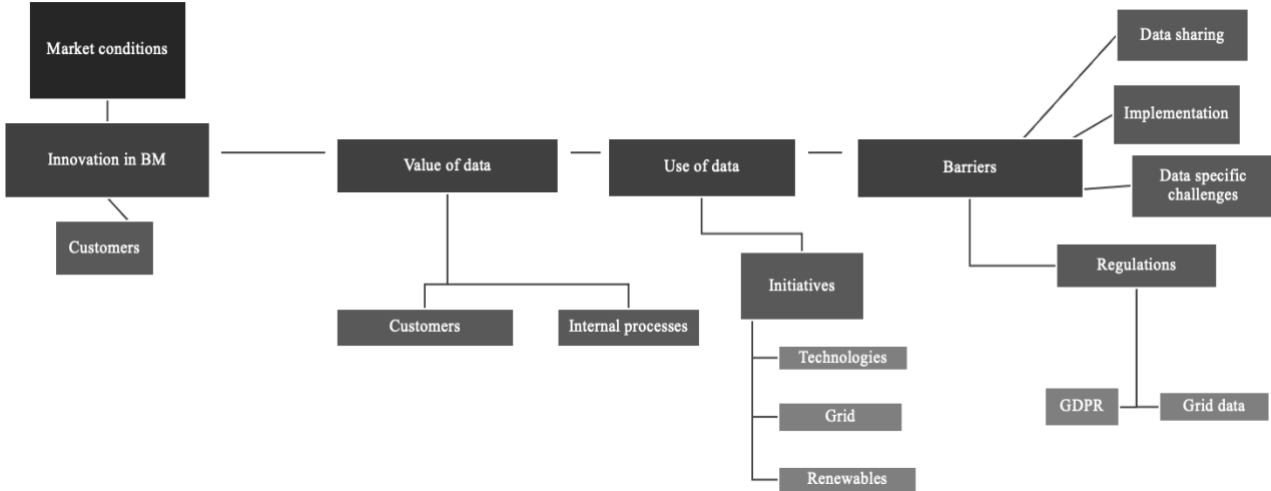 Market conditions
Innovation in BM
Customers
Value of data
Customers
Internal processes
Use of data
Initiatives
Technologies
Grid
Renewables
Barriers
Data sharing
Implementation
Data specific
challenges
Regulations
GDPR
Grid data